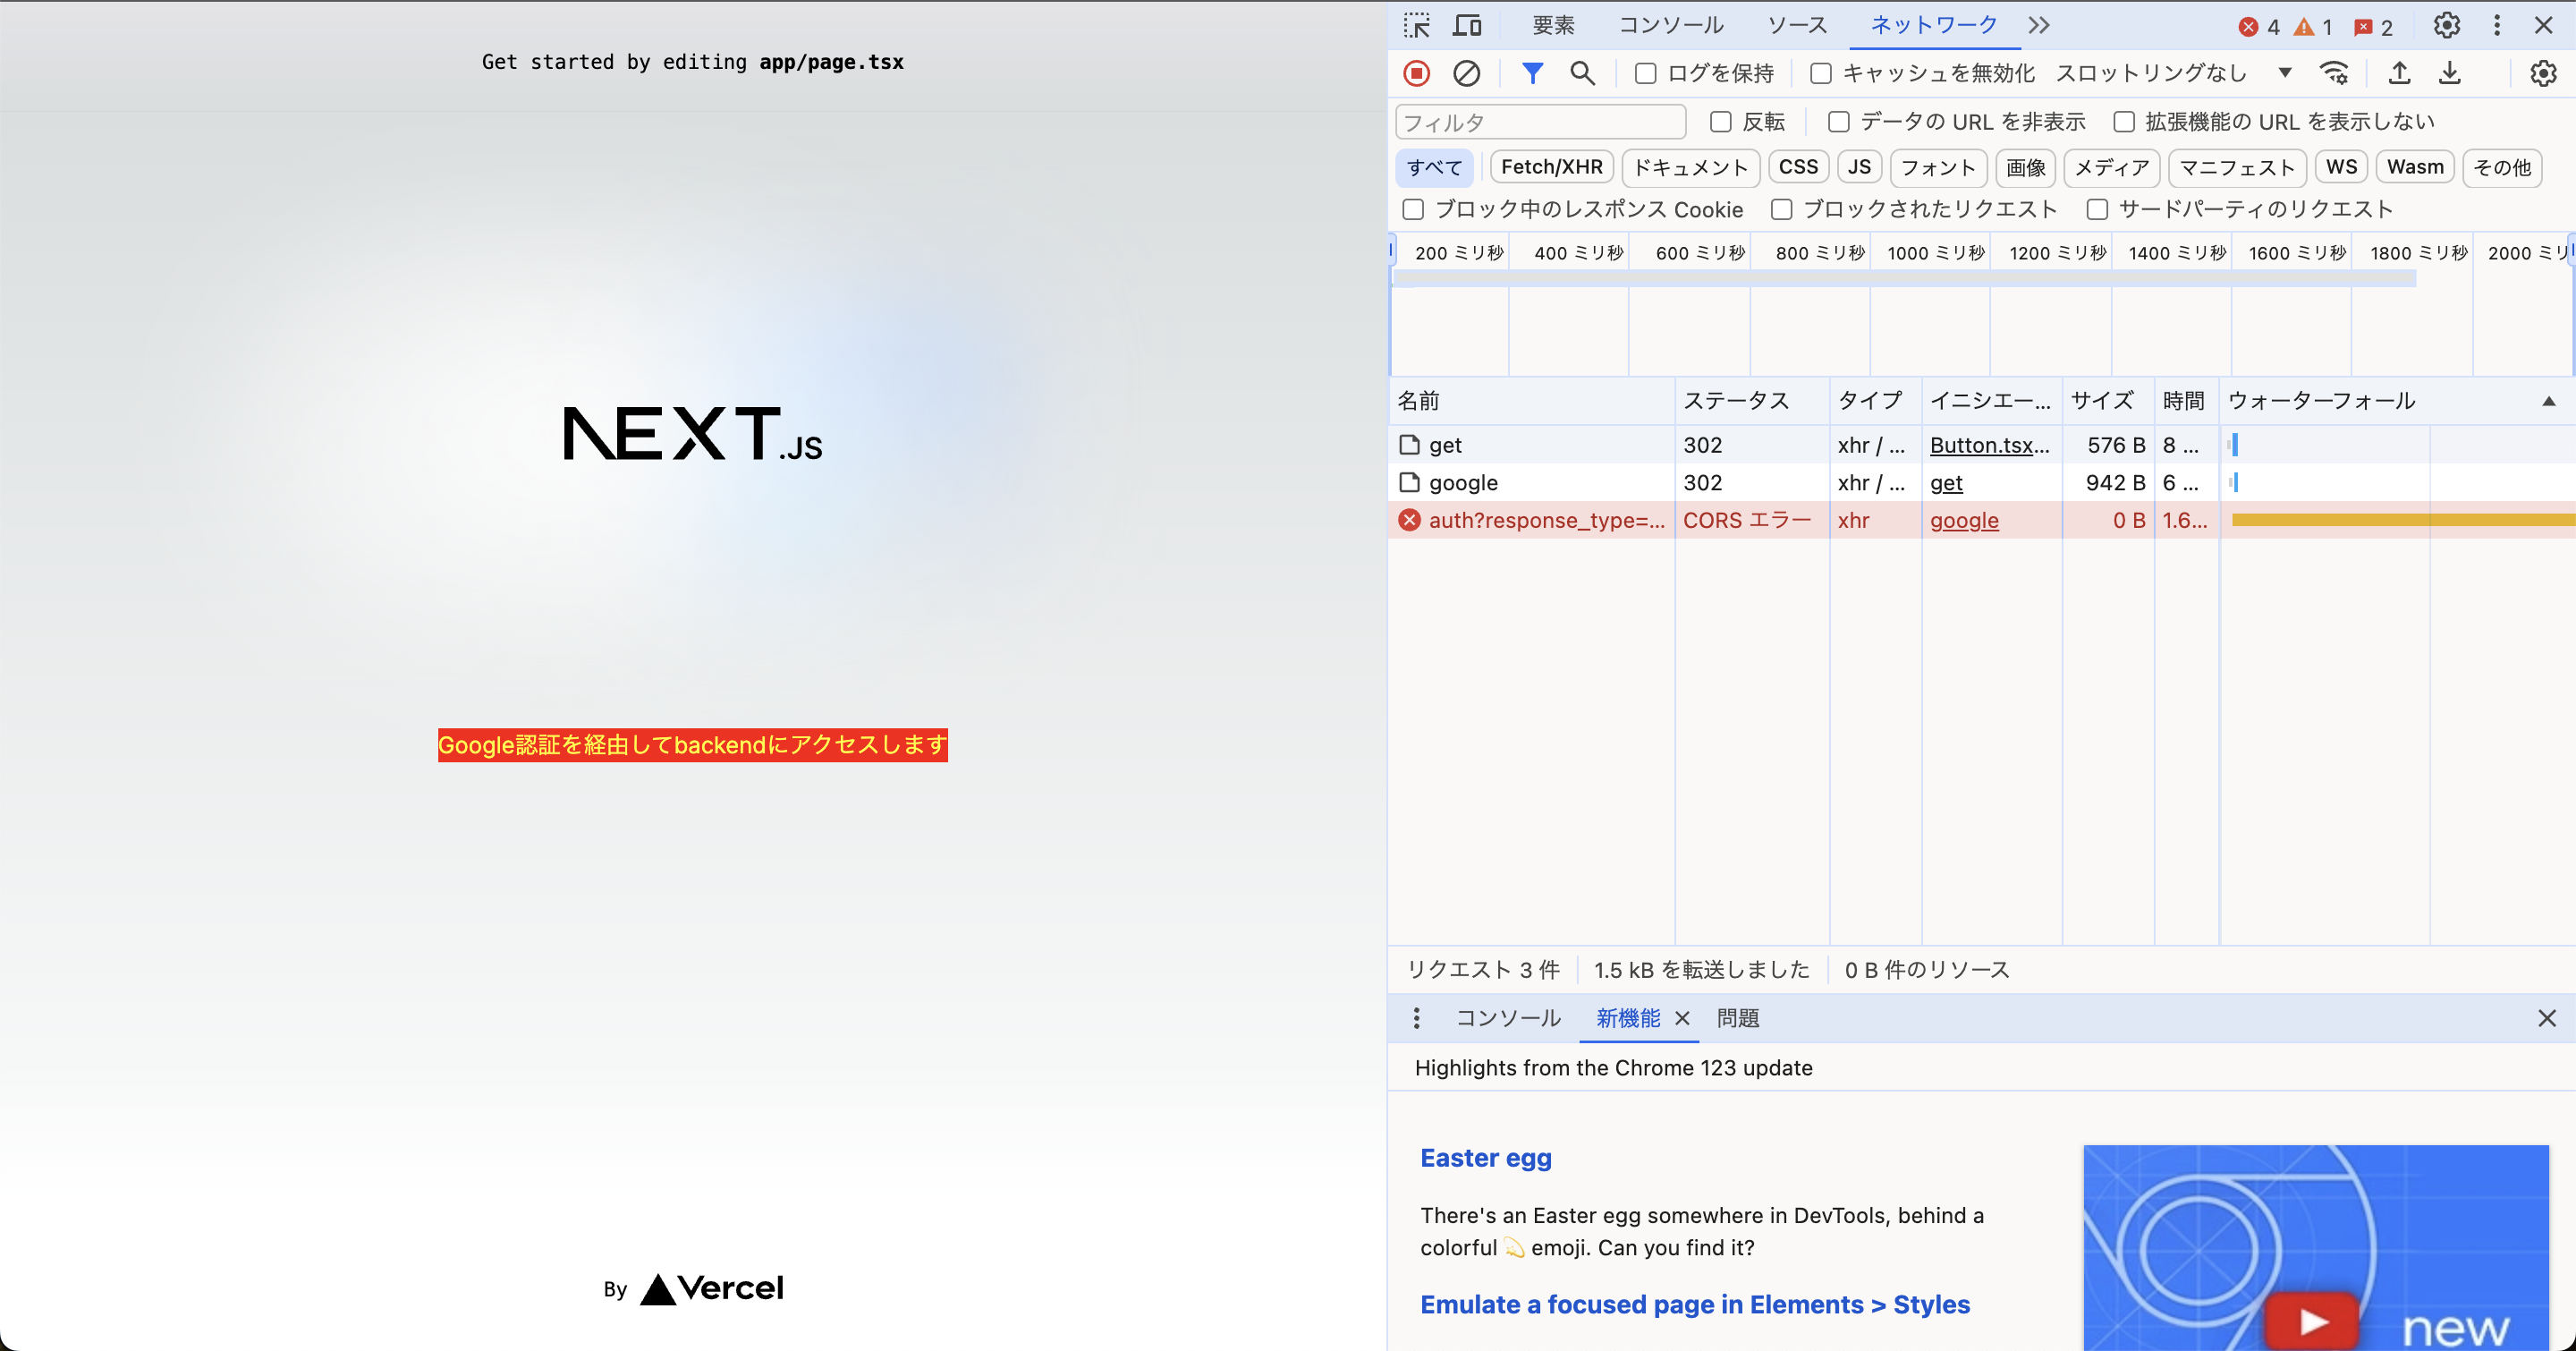 Get started by editing app/page.tsx
NEXT.JS
Google認証を経由してbackendにアクセスします
By Vercel
要素 コンソール ソース ネットワーク 4 1 2
ログを保持 キャッシュを無効化 スロットリングなし
フィルタ 反転 データの URL を非表示 拡張機能の URL を表示しない
すべて Fetch/XHR ドキュメント CSS JS フォント 画像 メディア マニフェスト WS Wasm その他
ブロック中のレスポンス Cookie ブロックされたリクエスト サードパーティのリクエスト
200 ミリ秒 400 ミリ秒 600 ミリ秒 800 ミリ秒 1000 ミリ秒 1200 ミリ秒 1400 ミリ秒 1600 ミリ秒 1800 ミリ秒 2000 ミリ
名前 ステータス タイプ イニシエー... サイズ 時間 ウォーターフォール
get 302 xhr / ... Button.tsx... 576 B 8 ...
google 302 xhr / ... get 942 B 6 ...
auth?response_type=... CORS エラー xhr google 0 B 1.6...
リクエスト 3 件 1.5 kB を転送しました 0 B 件のリソース
コンソール 新機能 問題
Highlights from the Chrome 123 update
Easter egg
There's an Easter egg somewhere in DevTools, behind a
colorful 💫 emoji. Can you find it?
Emulate a focused page in Elements > Styles
new